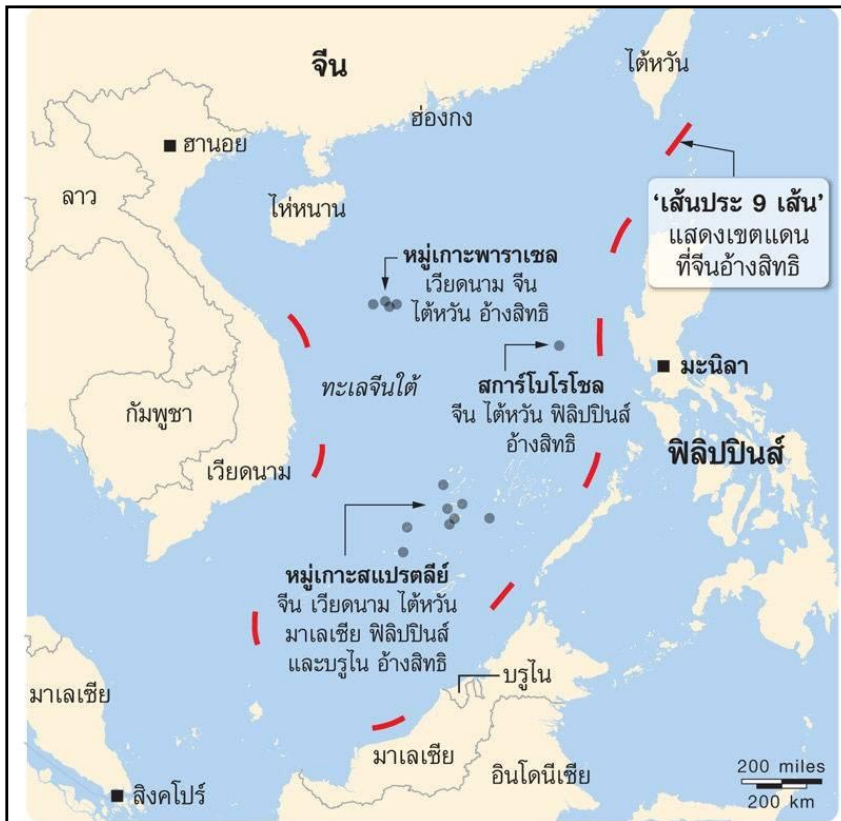 จีน
ไต้หวัน
ฮ่องกง
ฮานอย
ลาว
ไห่หนาน
‘เส้นประ 9 เส้น’
แสดงเขตแดน
ที่จีนอ้างสิทธิ
หมู่เกาะพาราเซล
เวียดนาม จีน
ไต้หวัน อ้างสิทธิ
ทะเลจีนใต้
สการ์โบโรโชล
จีน ไต้หวัน ฟิลิปปินส์
อ้างสิทธิ
มะนิลา
กัมพูชา
เวียดนาม
ฟิลิปปินส์
หมู่เกาะสแปรตลีย์
จีน เวียดนาม ไต้หวัน
มาเลเซีย ฟิลิปปินส์
และบรูไน อ้างสิทธิ
บรูไน
มาเลเซีย
มาเลเซีย
อินโดนีเซีย
สิงคโปร์
200 miles
200 km